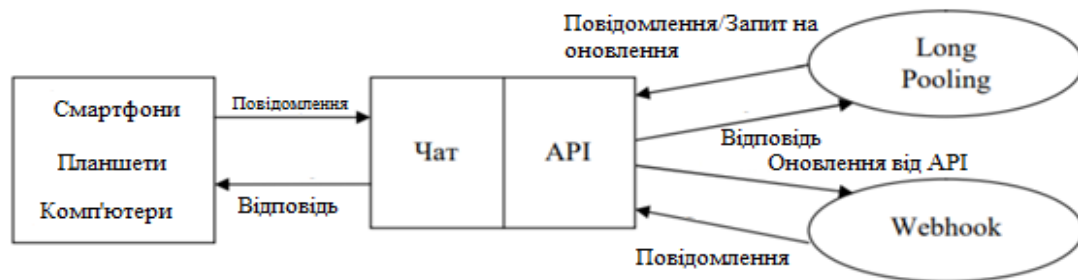 Смартфони
Планшети
Комп'ютери
Повідомлення
Відповідь
Чат
API
Повідомлення/Запит на
оновлення
Відповідь
Оновлення від API
Повідомлення
Long
Pooling
Webhook